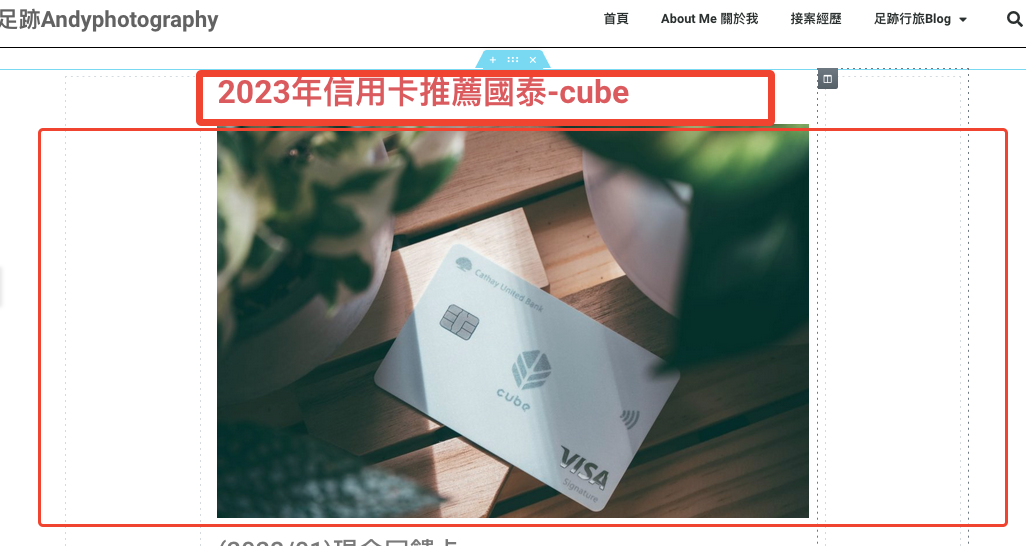 足跡Andyphotography
首頁
About Me 關於我
接案經歷
足跡行旅Blog
2023年信用卡推薦國泰-cube
Cathay United Bank
cube
VISA
Signature